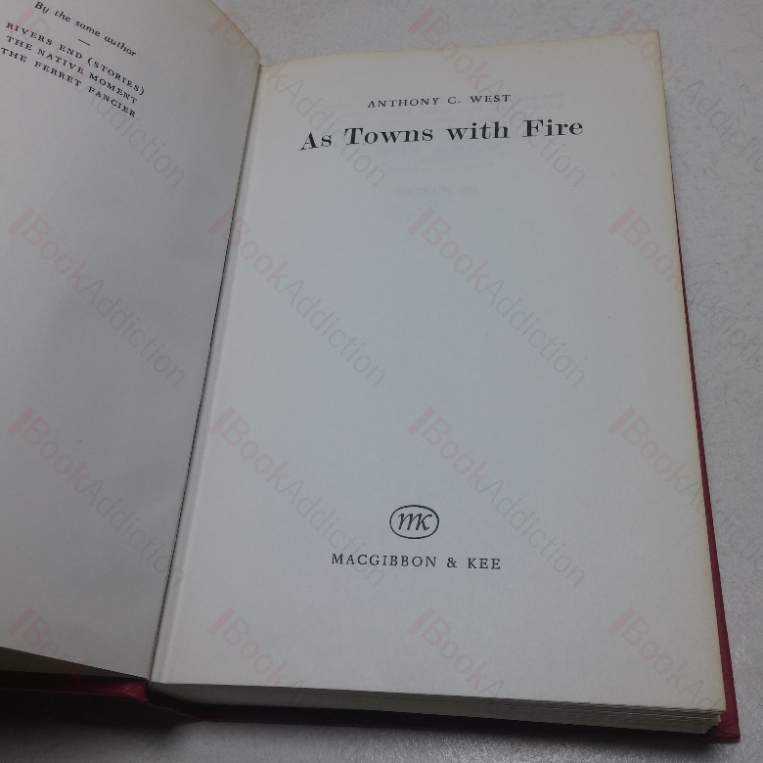 By the same author
RIVERS END (STORIES)
THE NATIVE MOMENT
THE FERRET FANCIER
ANTHONY C. WEST
As Towns with Fire
MK
MACGIBBON & KEE
BookAddiction